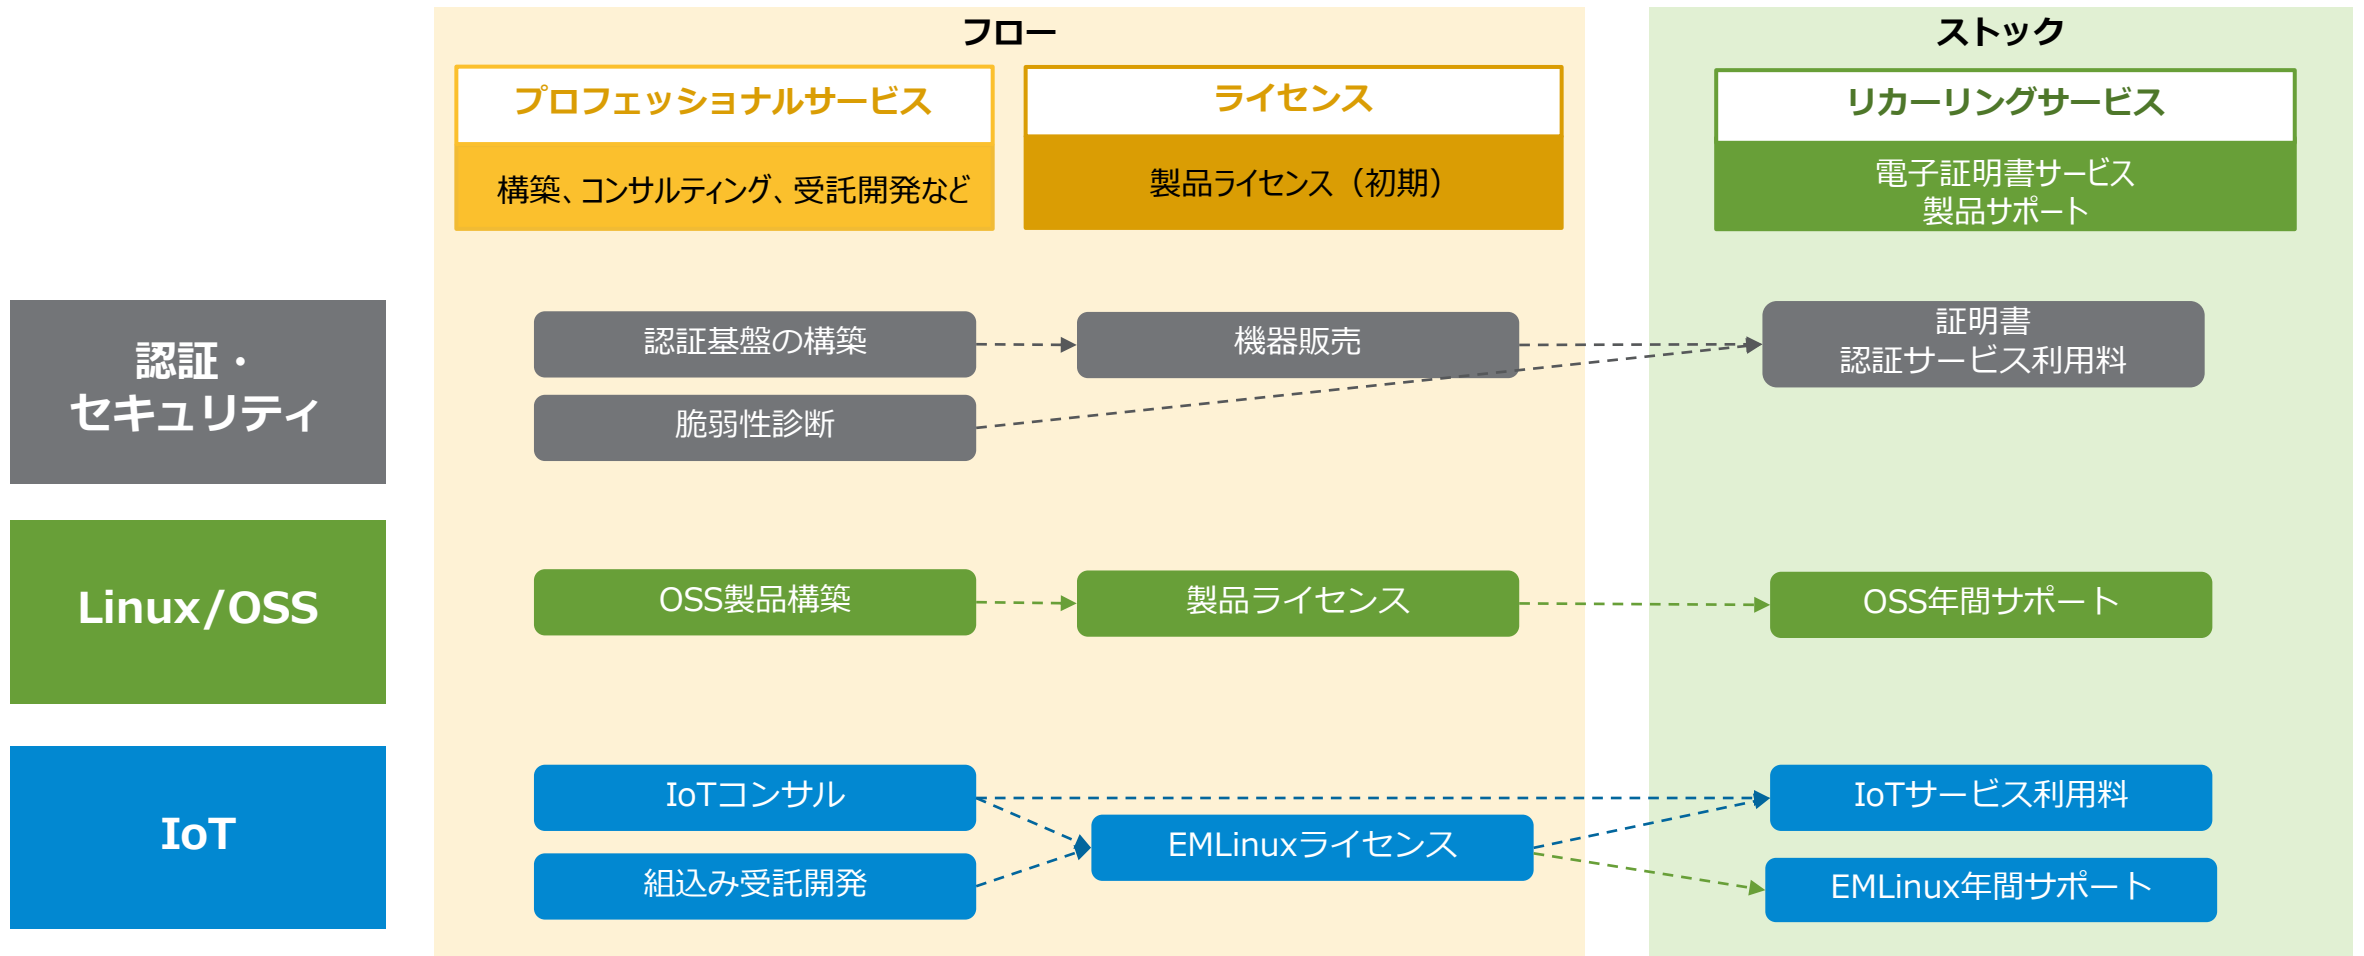 フロー
ストック
プロフェッショナルサービス
ライセンス
リカーリングサービス
構築、コンサルティング、受託開発など
製品ライセンス（初期）
電子証明書サービス
製品サポート
認証・
セキュリティ
認証基盤の構築
機器販売
証明書
認証サービス利用料
脆弱性診断
Linux/OSS
OSS製品構築
製品ライセンス
OSS年間サポート
IoT
IoTコンサル
EMLinuxライセンス
IoTサービス利用料
組込み受託開発
EMLinux年間サポート